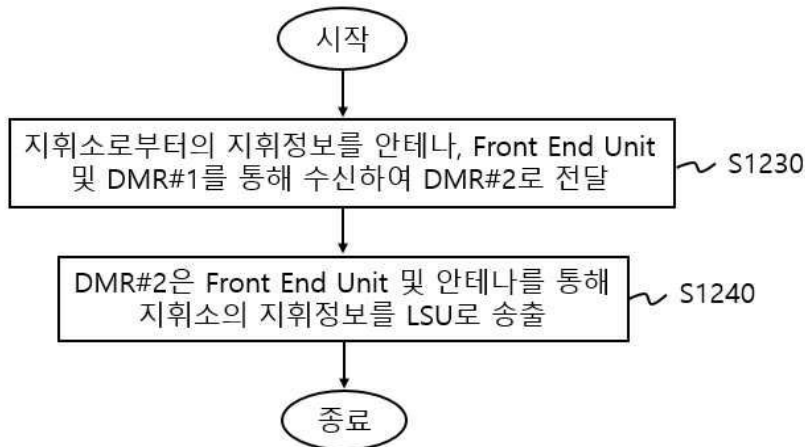 시작
지휘소로부터의 지휘정보를 안테나, Front End Unit
및 DMR#1를 통해 수신하여 DMR#2로 전달
S1230
DMR#2은 Front End Unit 및 안테나를 통해
지휘소의 지휘정보를 LSU로 송출
S1240
종료